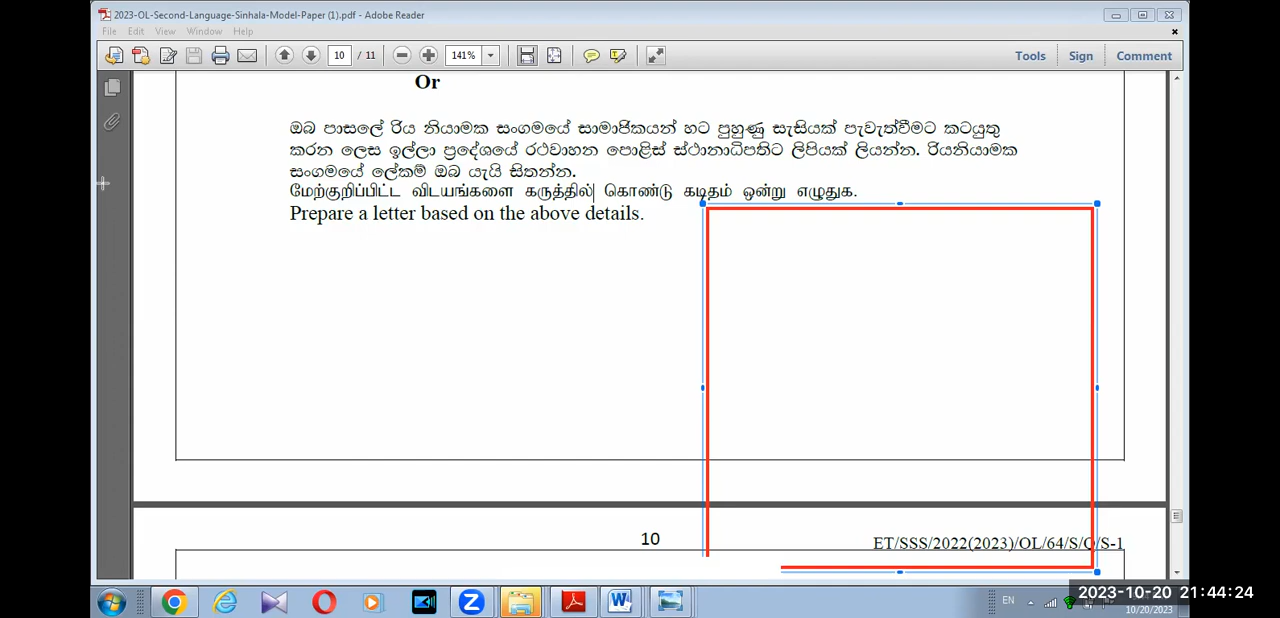 2023-OL-Second-Language-Sinhala-Model-Paper (1).pdf - Adobe Reader
File Edit View Window Help
10 / 11 141% Tools Sign Comment
Or
ඔබ පාසලේ රිය නියාමක සංගමයේ සාමාජිකයන් හට පුහුණු සැසියක් පැවැත්වීමට කටයුතු
කරන ලෙස ඉල්ලා ප්‍රදේශයේ රථවාහන පොලිස් ස්ථානාධිපතිට ලිපියක් ලියන්න. රියනියාමක
සංගමයේ ලේකම් ඔබ යැයි සිතන්න.
மேற்குறிப்பிட்ட விடயங்களை கருத்தில் கொண்டு கடிதம் ஒன்று எழுதுக.
Prepare a letter based on the above details.
10
ET/SSS/2022(2023)/OL/64/S/Q/S-1
EN
2023-10-20 21:44:24
10/20/2023